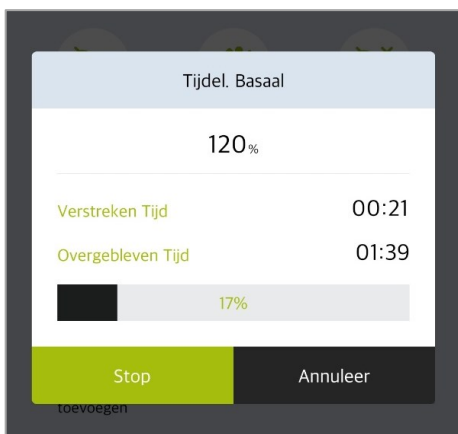 Tijdel. Basaal
120%
Verstreken Tijd 00:21
Overgebleven Tijd 01:39
17%
Stop Annuleer
toevoegen